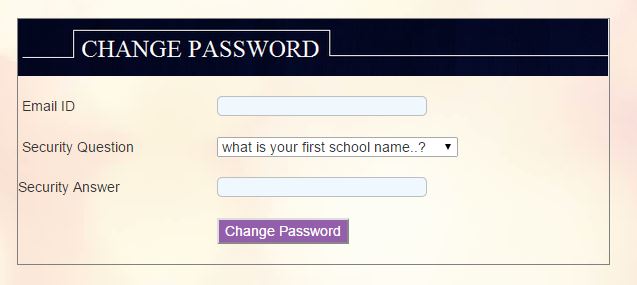 CHANGE PASSWORD
Email ID
Security Question what is your first school name..?
Security Answer
Change Password